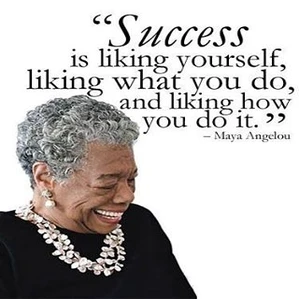 “Success
is liking yourself,
liking what you do,
and liking how
you do it.”
– Maya Angelou